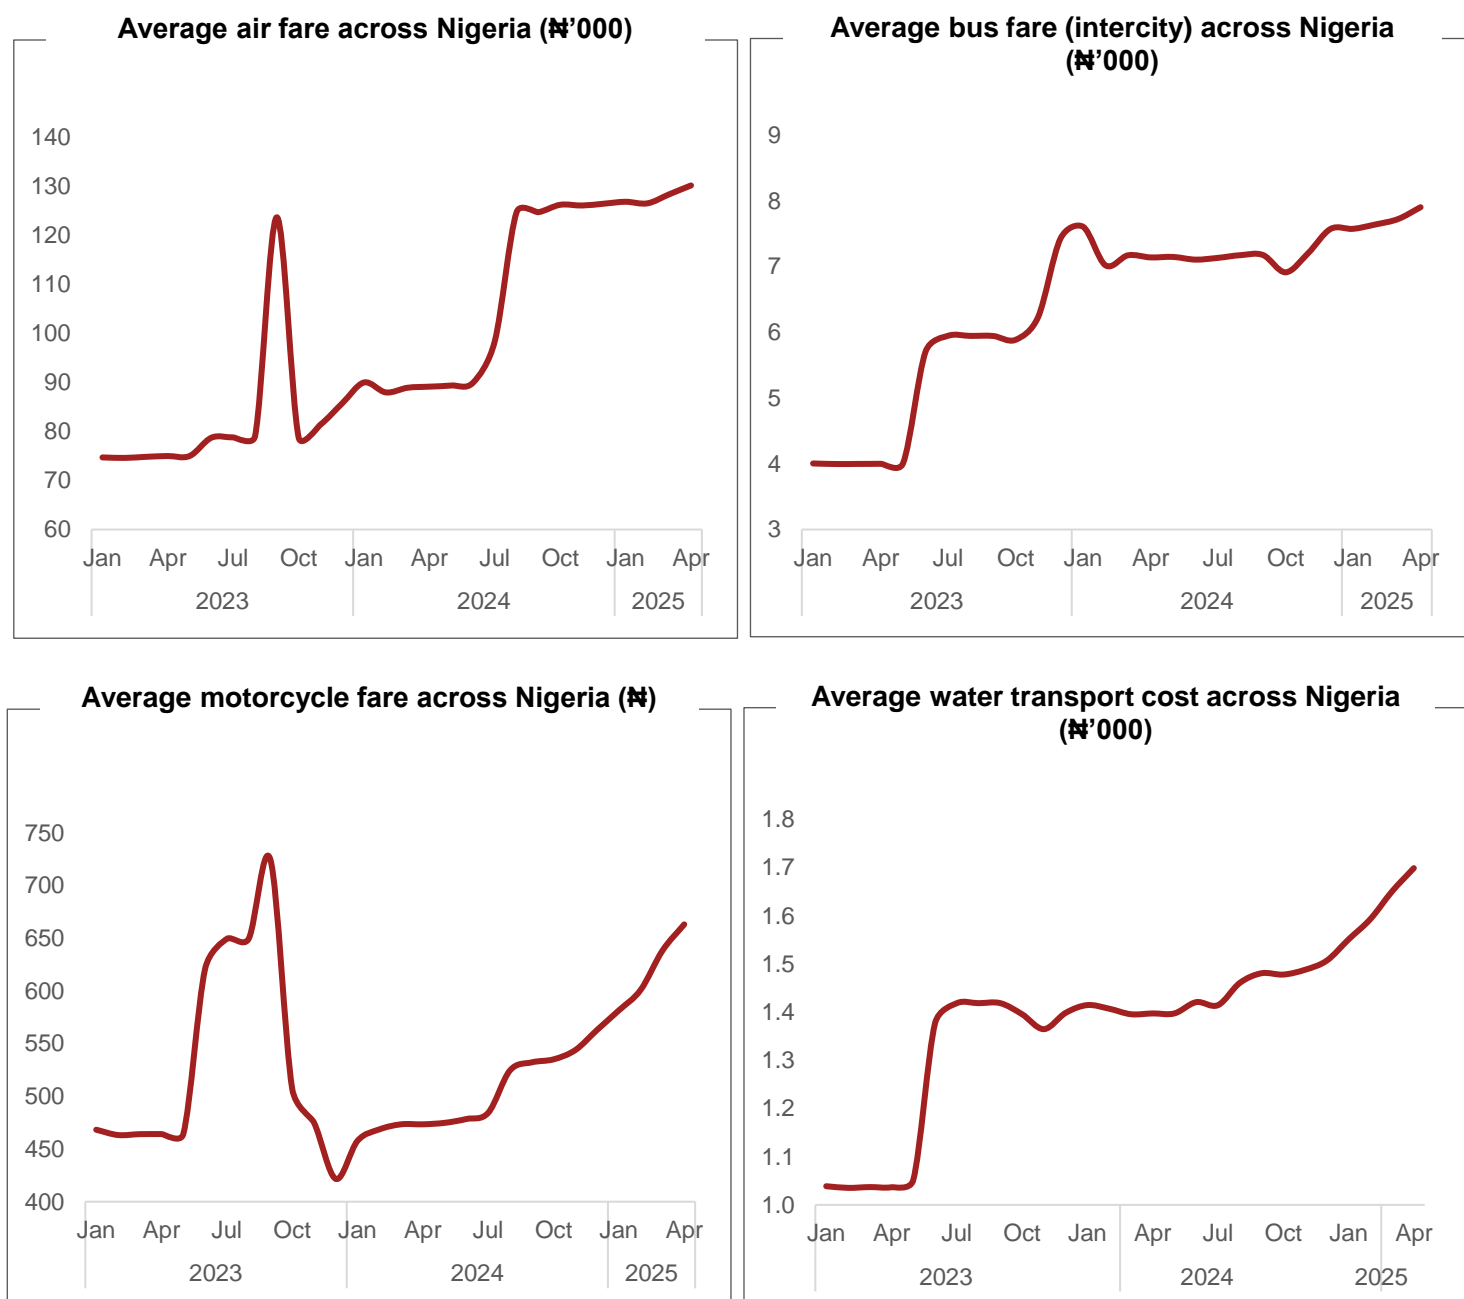 Average air fare across Nigeria (₦’000)
140
130
120
110
100
90
80
70
60
Jan Apr Jul Oct Jan Apr Jul Oct Jan Apr
2023 2024 2025
Average bus fare (intercity) across Nigeria
(₦’000)
9
8
7
6
5
4
3
Jan Apr Jul Oct Jan Apr Jul Oct Jan Apr
2023 2024 2025
Average motorcycle fare across Nigeria (₦)
750
700
650
600
550
500
450
400
Jan Apr Jul Oct Jan Apr Jul Oct Jan Apr
2023 2024 2025
Average water transport cost across Nigeria
(₦’000)
1.8
1.7
1.6
1.5
1.4
1.3
1.2
1.1
1.0
Jan Apr Jul Oct Jan Apr Jul Oct Jan Apr
2023 2024 2025